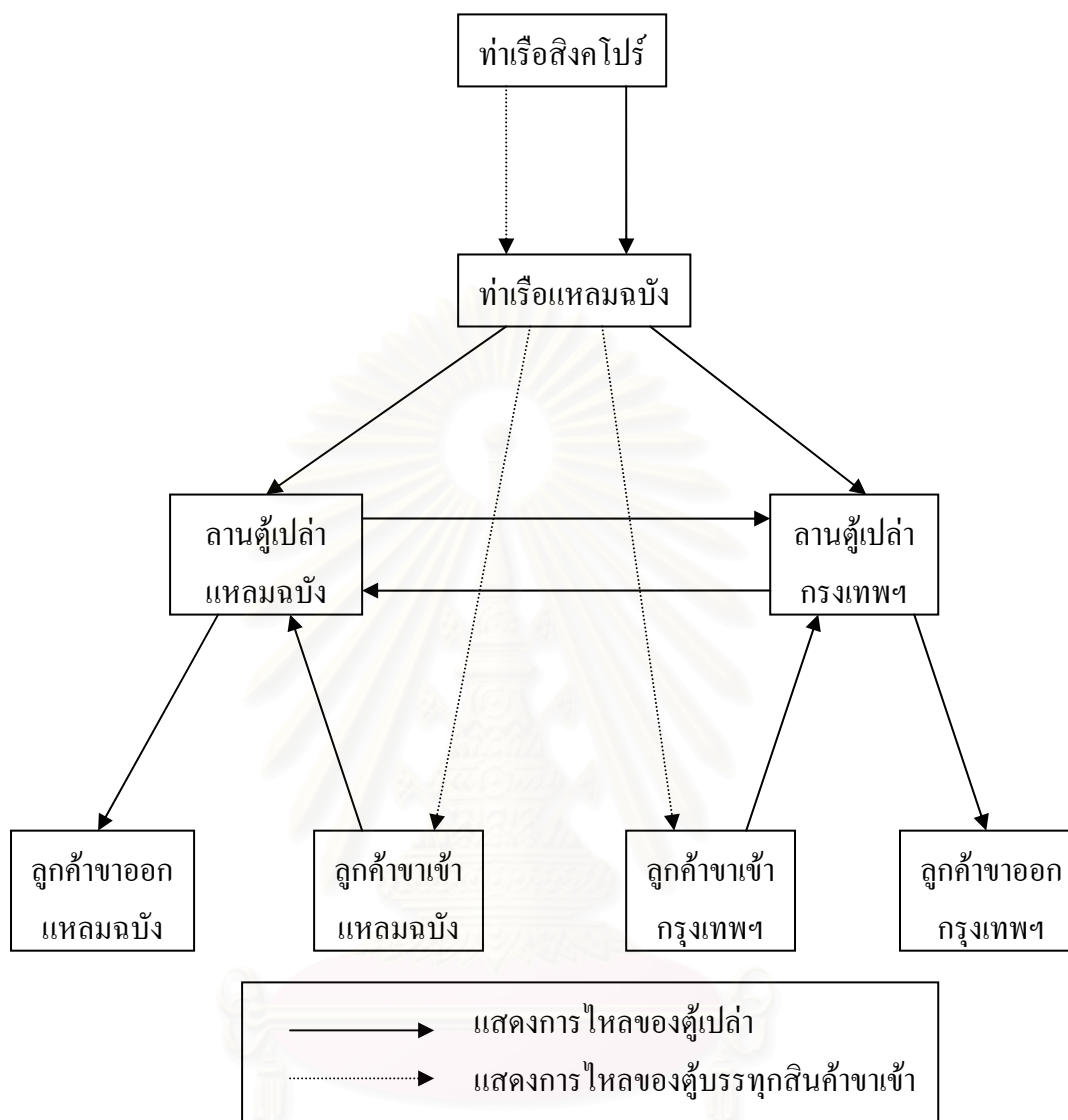 ท่าเรือสิงคโปร์
ท่าเรือแหลมฉบัง
ลานตู้เปล่า
แหลมฉบัง
ลานตู้เปล่า
กรงเทพฯ
ลูกค้าขาออก
แหลมฉบัง
ลูกค้าขาเข้า
แหลมฉบัง
ลูกค้าขาเข้า
กรุงเทพฯ
ลูกค้าขาออก
กรุงเทพฯ
แสดงการไหลของตู้เปล่า
แสดงการไหลของตู้บรรทุกสินค้าขาเข้า